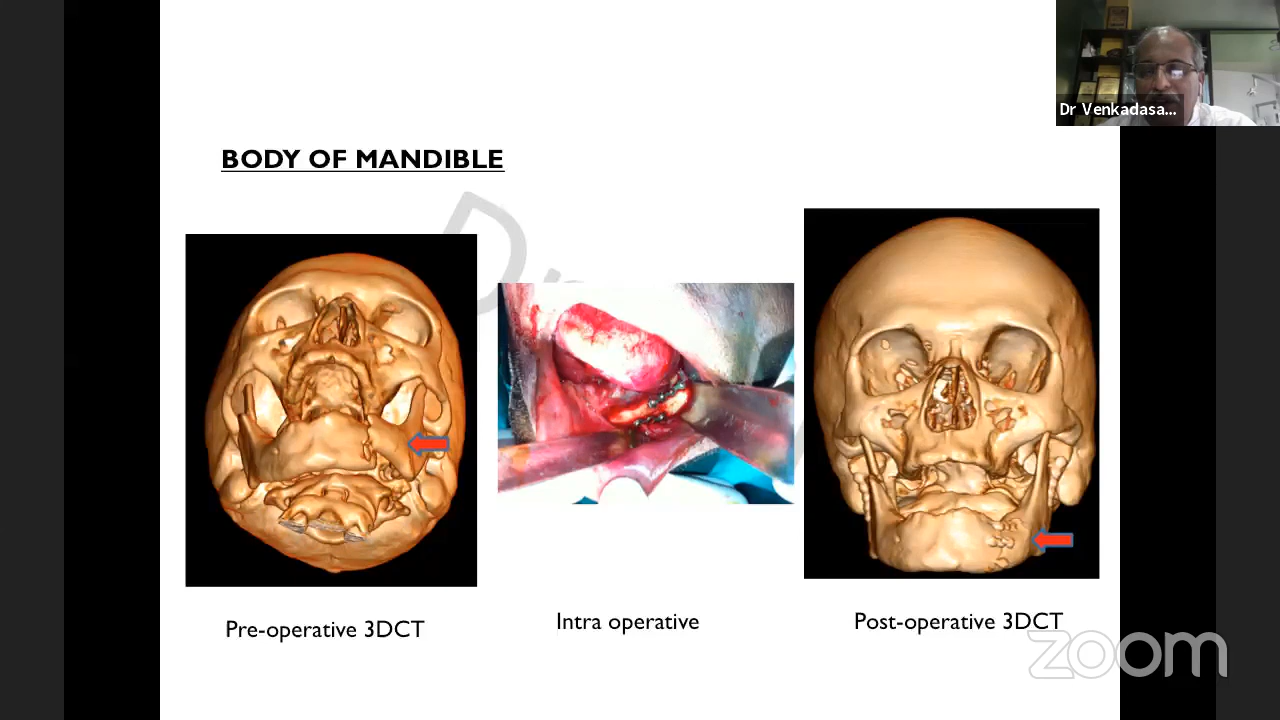 Dr Venkadasa...
BODY OF MANDIBLE
Pre-operative 3DCT
Intra operative
Post-operative 3DCT
zoom